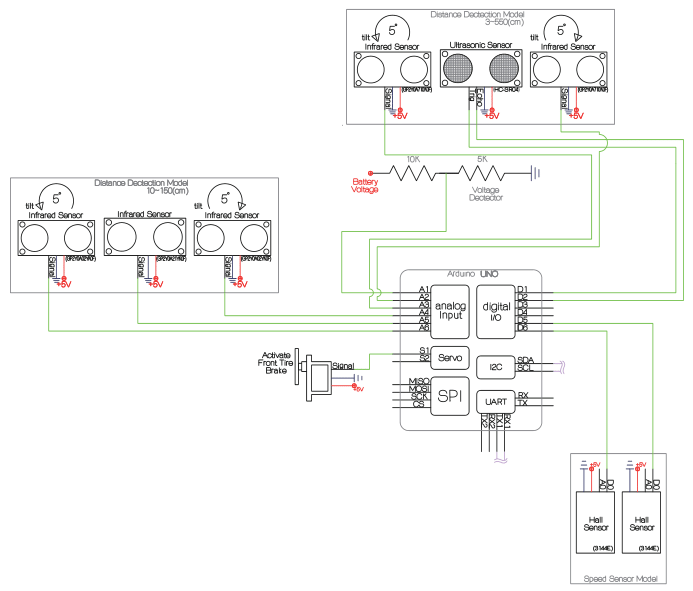 Distance Dectection Model
3~550(cm)
tilt 5° 5° tilt
Infrared Sensor Ultrasonic Sensor Infrared Sensor
Signal +5V Trig Echo (HC-SR04) +5V Signal +5V
10K 5K
Battery Voltage
Voltage Dectector
Distance Dectection Model
10~150(cm)
tilt 5° tilt 5°
Infrared Sensor Infrared Sensor Infrared Sensor
Signal +5V Signal +5V Signal +5V
Arduino UNO
A1 D1
A2 D2
A3 analog digital D3
A4 Input I/O D4
A5 D5
A6 D6
Activate
Front Tire
Brake
Signal
+5V
S1 Servo
S2
I2C SDA
SCL
MISO
MOSI
SCK
CS
SPI
UART RX
TX
TX2 RX2 TX1 RX1
+5V A0 D0 +5V A0 D0
Hall Sensor Hall Sensor
(3144E) (3144E)
Speed Sensor Model